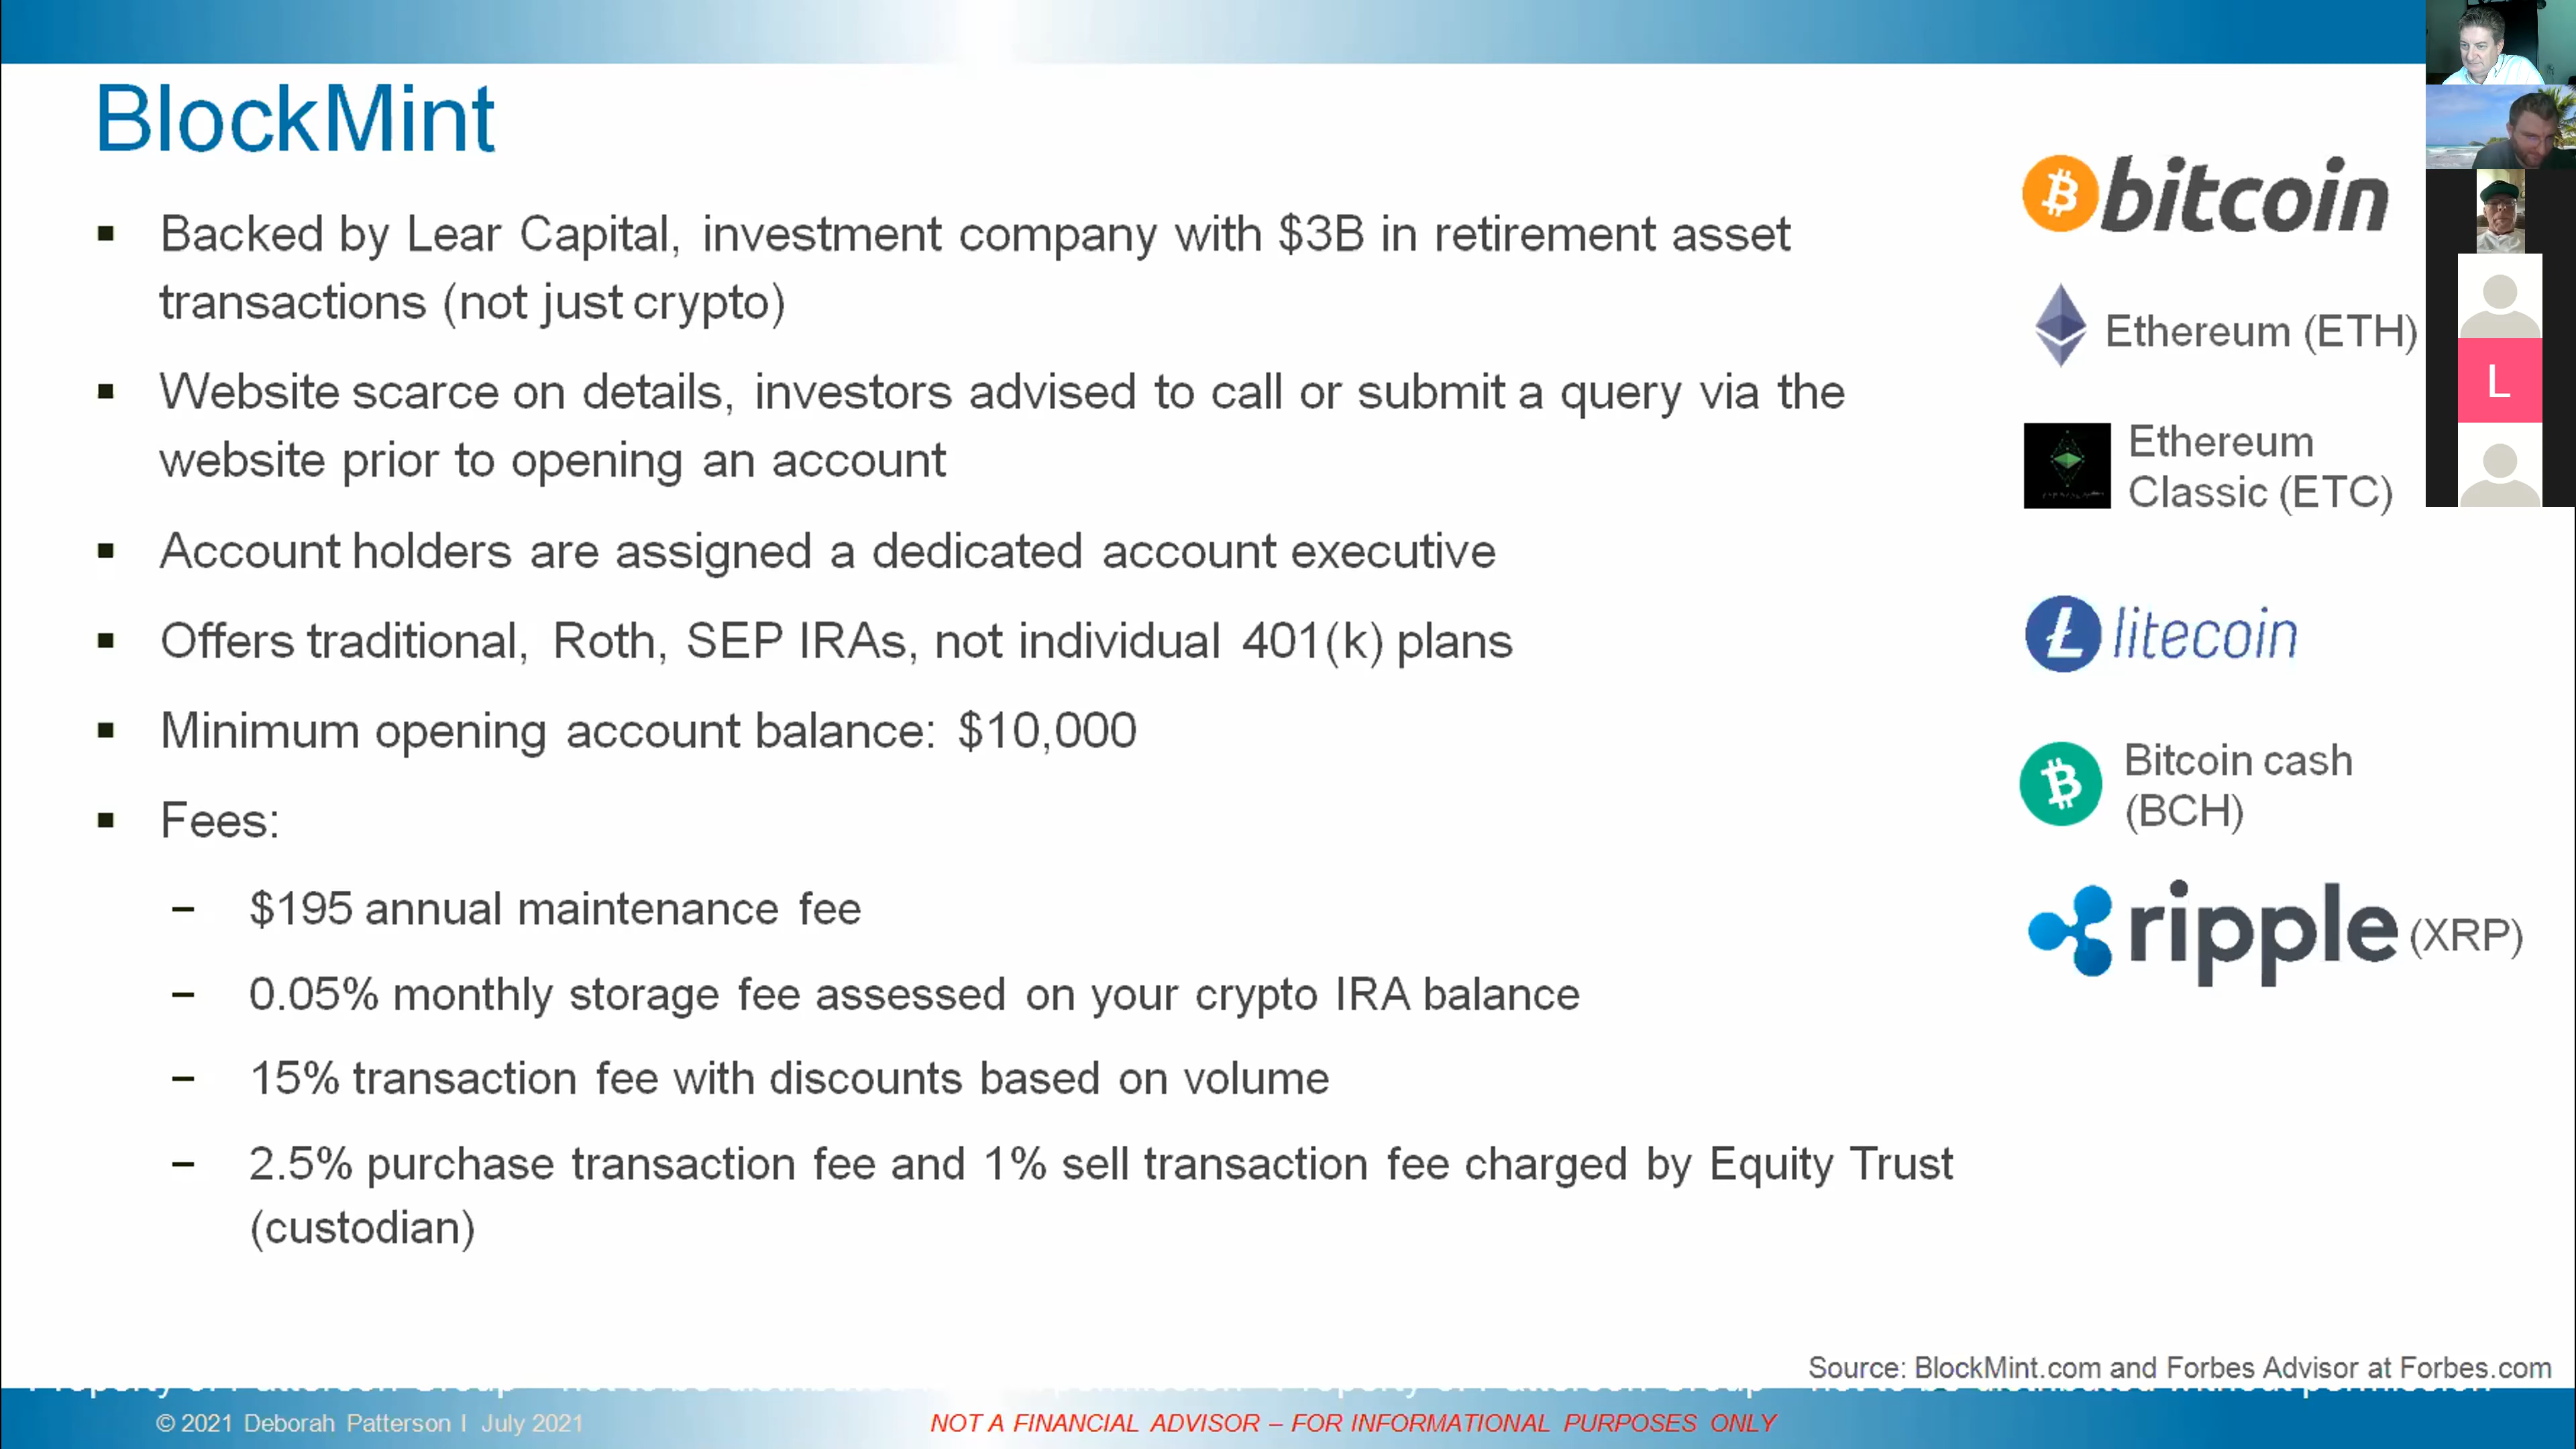 BlockMint
▪ Backed by Lear Capital, investment company with $3B in retirement asset
transactions (not just crypto)
▪ Website scarce on details, investors advised to call or submit a query via the
website prior to opening an account
▪ Account holders are assigned a dedicated account executive
▪ Offers traditional, Roth, SEP IRAs, not individual 401(k) plans
▪ Minimum opening account balance: $10,000
▪ Fees:
– $195 annual maintenance fee
– 0.05% monthly storage fee assessed on your crypto IRA balance
– 15% transaction fee with discounts based on volume
– 2.5% purchase transaction fee and 1% sell transaction fee charged by Equity Trust
(custodian)
bitcoin
Ethereum (ETH)
Ethereum
Classic (ETC)
litecoin
Bitcoin cash
(BCH)
ripple (XRP)
L
Source: BlockMint.com and Forbes Advisor at Forbes.com
© 2021 Deborah Patterson I July 2021
NOT A FINANCIAL ADVISOR – FOR INFORMATIONAL PURPOSES ONLY